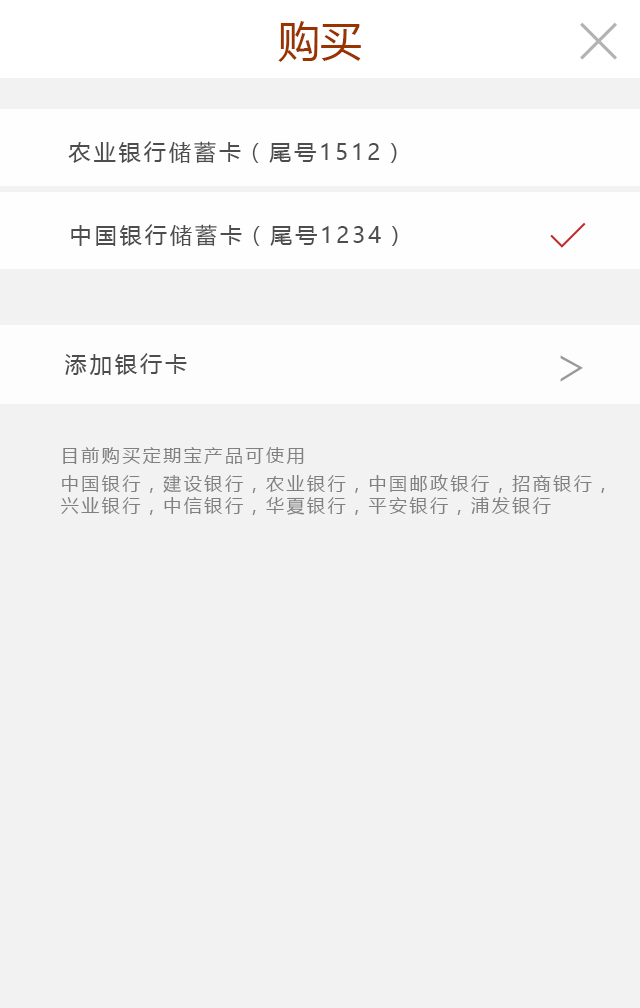 购买
农业银行储蓄卡（尾号1512）
中国银行储蓄卡（尾号1234）
添加银行卡
目前购买定期宝产品可使用
中国银行，建设银行，农业银行，中国邮政银行，招商银行，
兴业银行，中信银行，华夏银行，平安银行，浦发银行